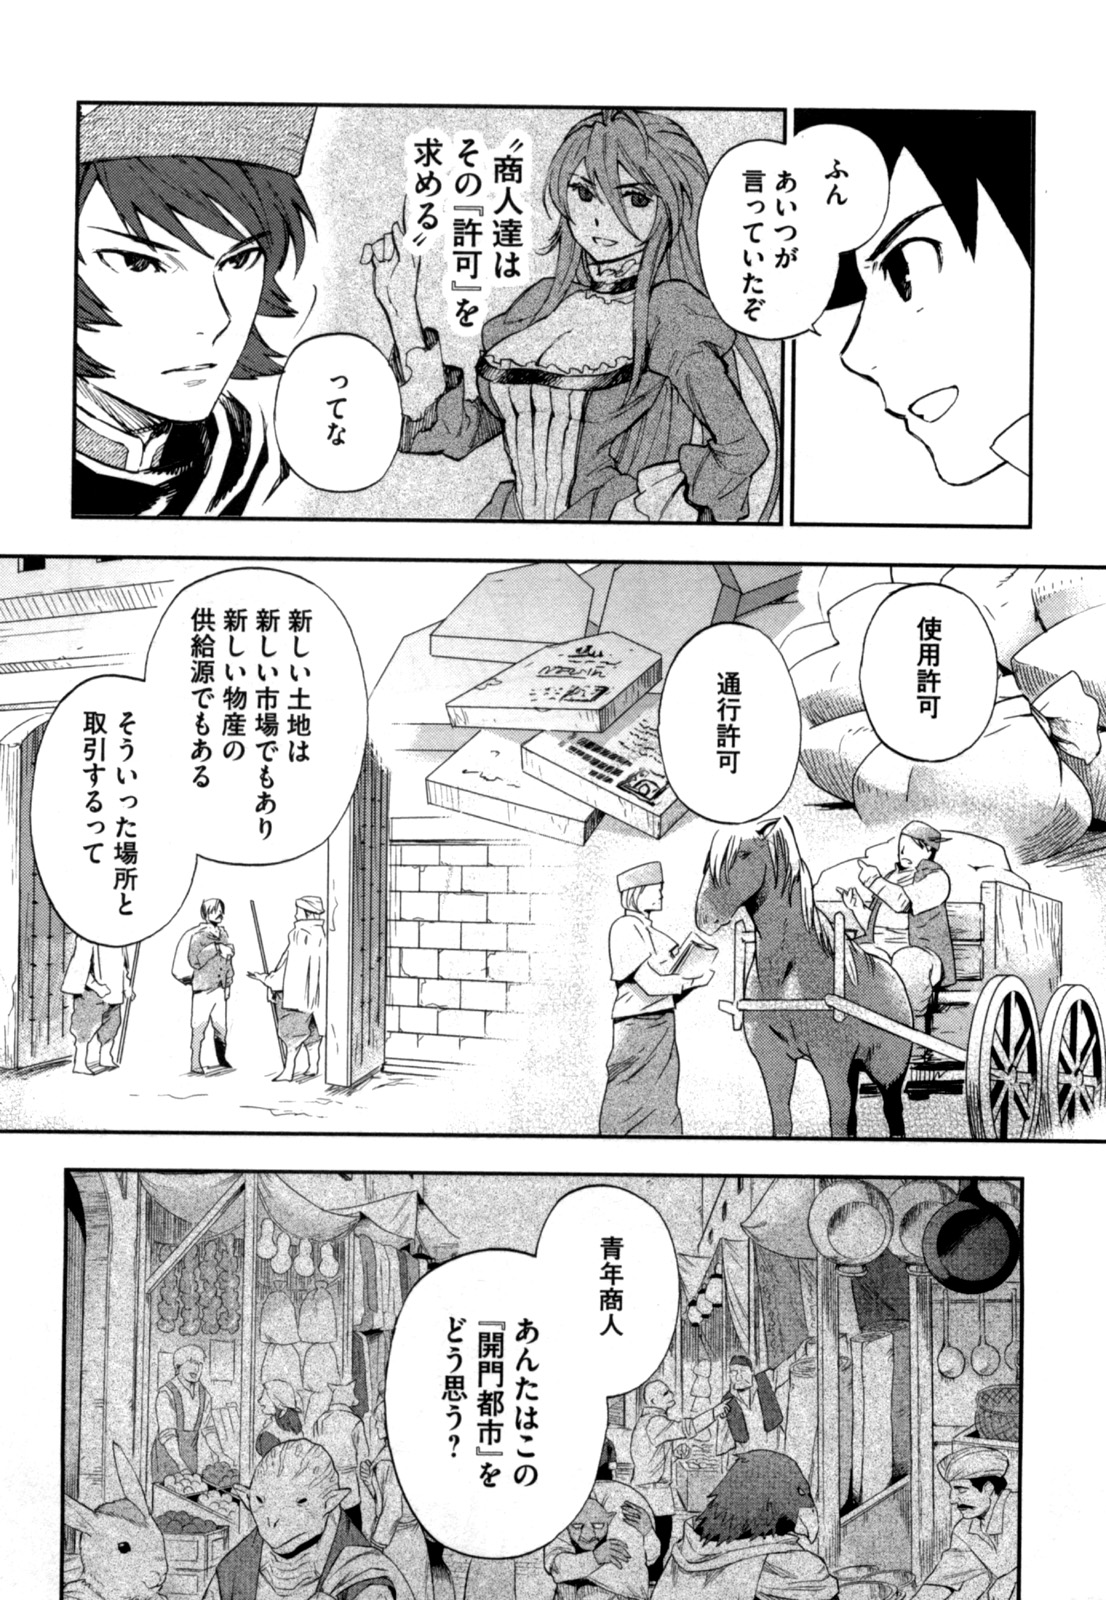 ふん
あいつが
言っていたぞ
〝商人達は
その『許可』を
求める〟
ってな
使用許可
通行許可
新しい土地は
新しい市場でもあり
新しい物産の
供給源でもある
そういった場所と
取引するって
青年商人
あんたはこの
『開門都市』を
どう思う？